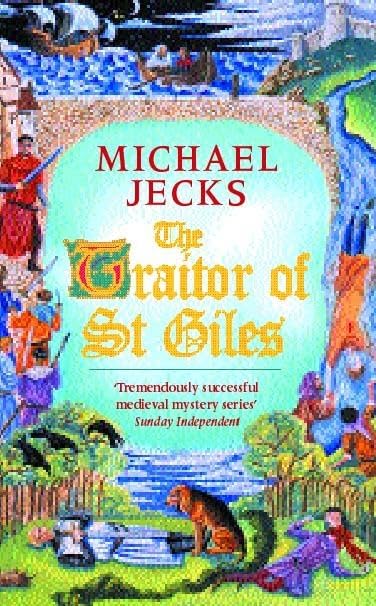 MICHAEL
JECKS
The
Traitor of
St Giles
‘Tremendously successful
medieval mystery series’
Sunday Independent